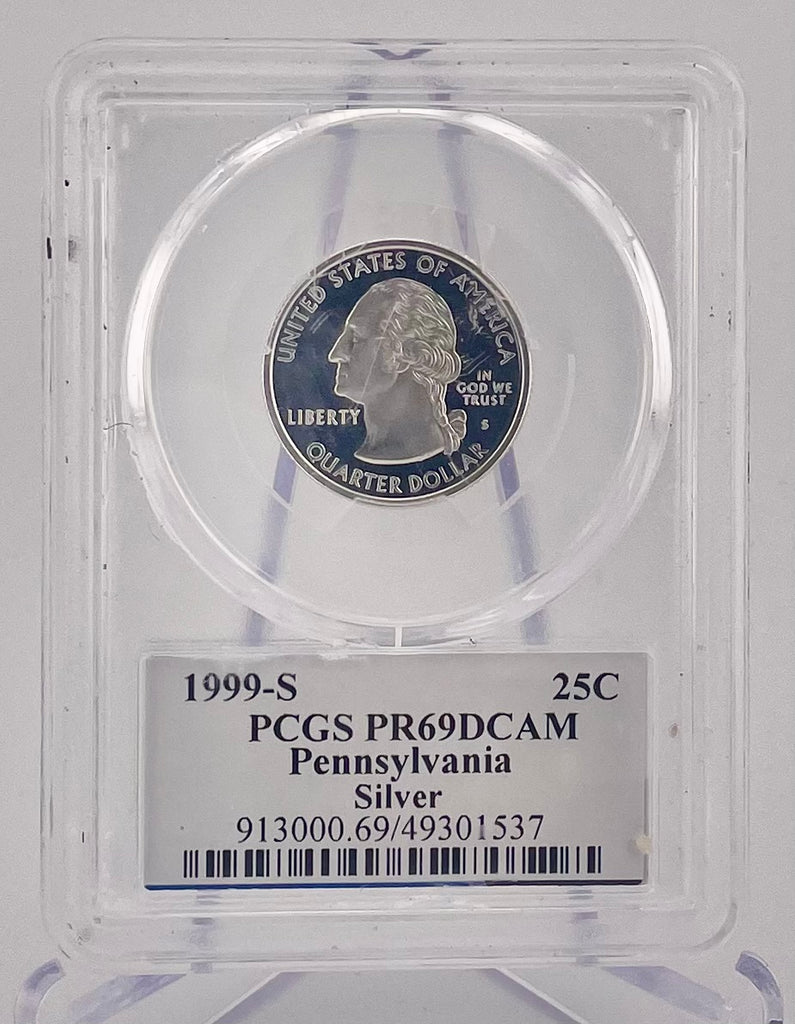 UNITED STATES OF AMERICA
IN
GOD WE
TRUST
LIBERTY
S
QUARTER DOLLAR
1999-S 25C
PCGS PR69DCAM
Pennsylvania
Silver
913000.69/49301537